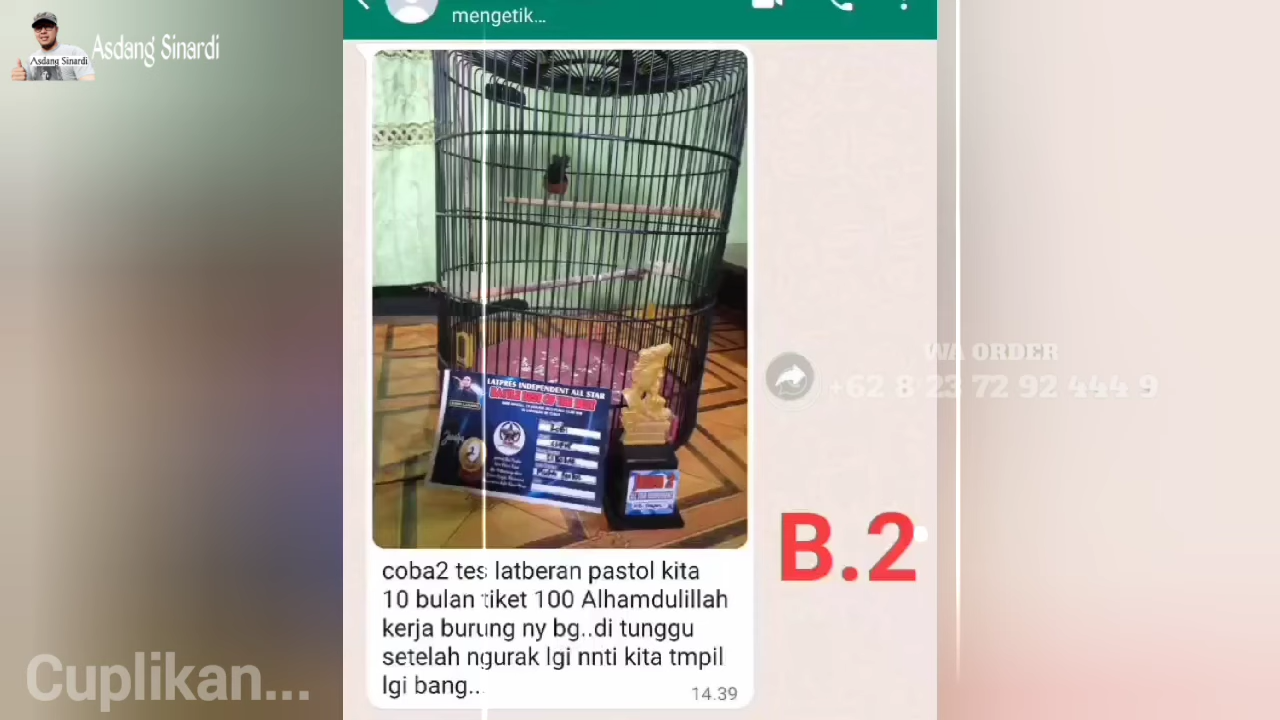 Asdang Sinardi
Asdang Sinardi
mengetik...
LATPRES INDEPENDENT ALL STAR
WA ORDER
+62 8 23 72 92 444 9
B.2
coba2 tes latberan pastol kita
10 bulan tiket 100 Alhamdulillah
kerja burung ny bg..di tunggu
setelah ngurak lgi nnti kita tmpil
lgi bang...
14.39
Cuplikan...